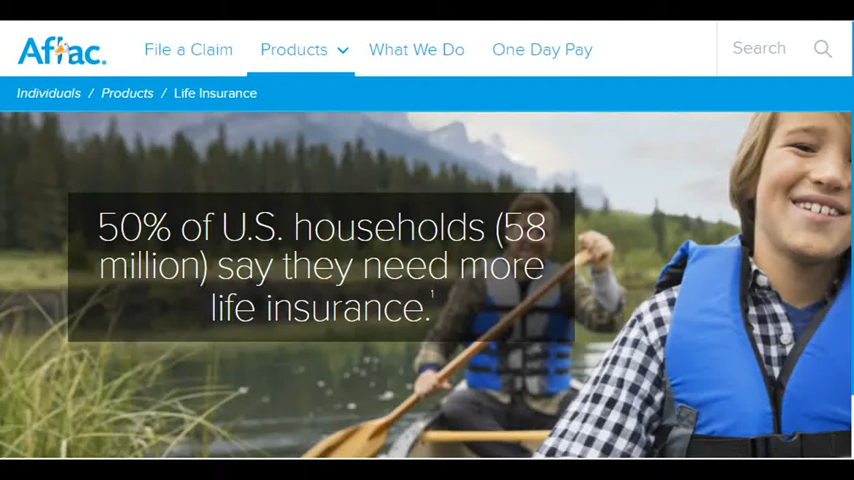 Aflac.
File a Claim
Products
What We Do
One Day Pay
Search
Individuals / Products / Life Insurance
50% of U.S. households (58
million) say they need more
life insurance.1